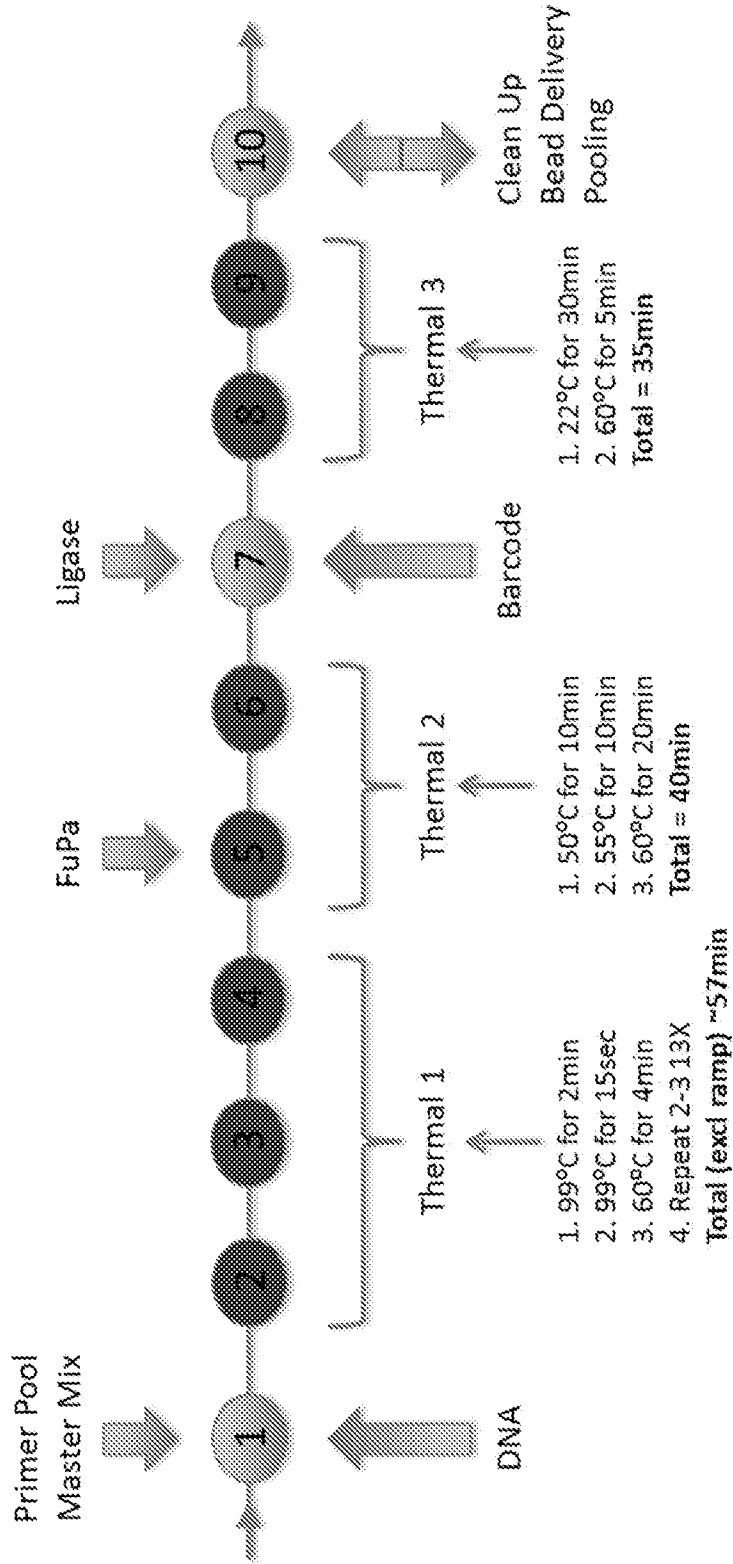 Primer Pool
Master Mix
FuPa
Ligase
1
2
3
4
5
6
7
8
9
10
DNA
Thermal 1
Thermal 2
Barcode
Thermal 3
Clean Up
Bead Delivery
Pooling
1. 99°C for 2min
2. 99°C for 15sec
3. 60°C for 4min
4. Repeat 2-3 13X
Total (excl ramp) ~57min
1. 50°C for 10min
2. 55°C for 10min
3. 60°C for 20min
Total = 40min
1. 22°C for 30min
2. 60°C for 5min
Total = 35min